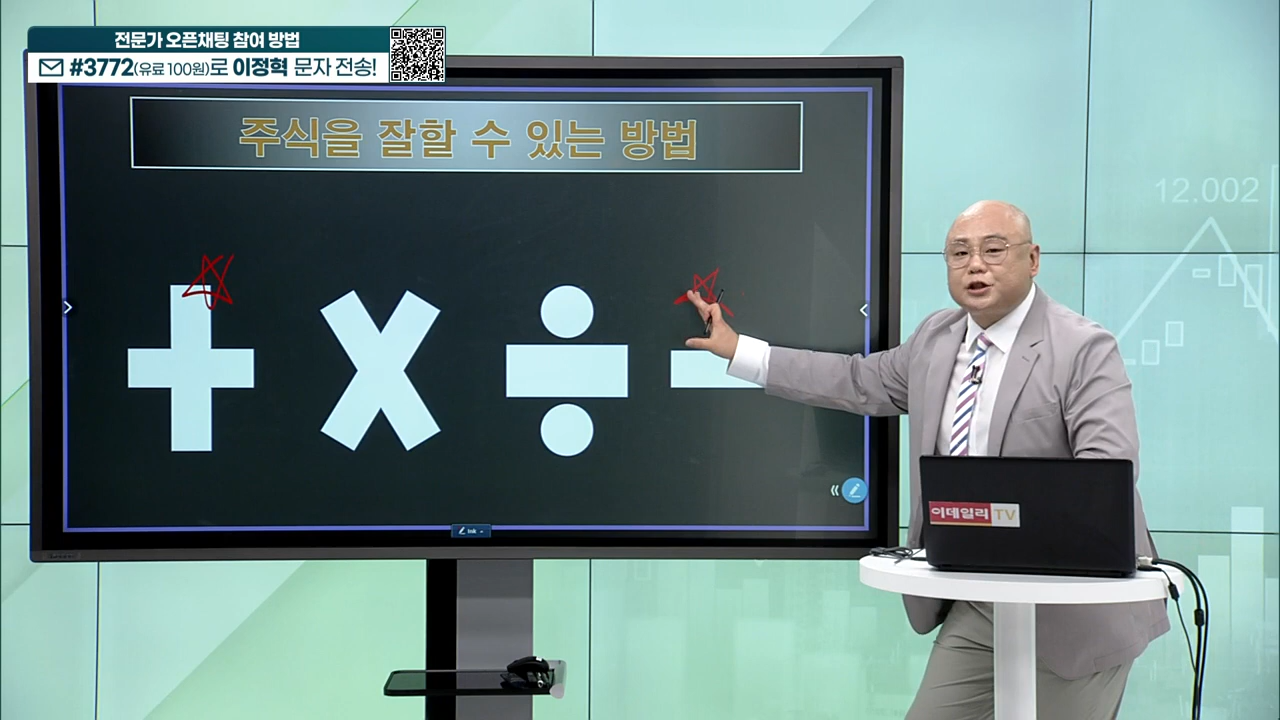 전문가 오픈채팅 참여 방법
#3772(유료 100원)로 이정혁 문자 전송!
주식을 잘할 수 있는 방법
+ × ÷ -
12.002
이데일리TV
Ink